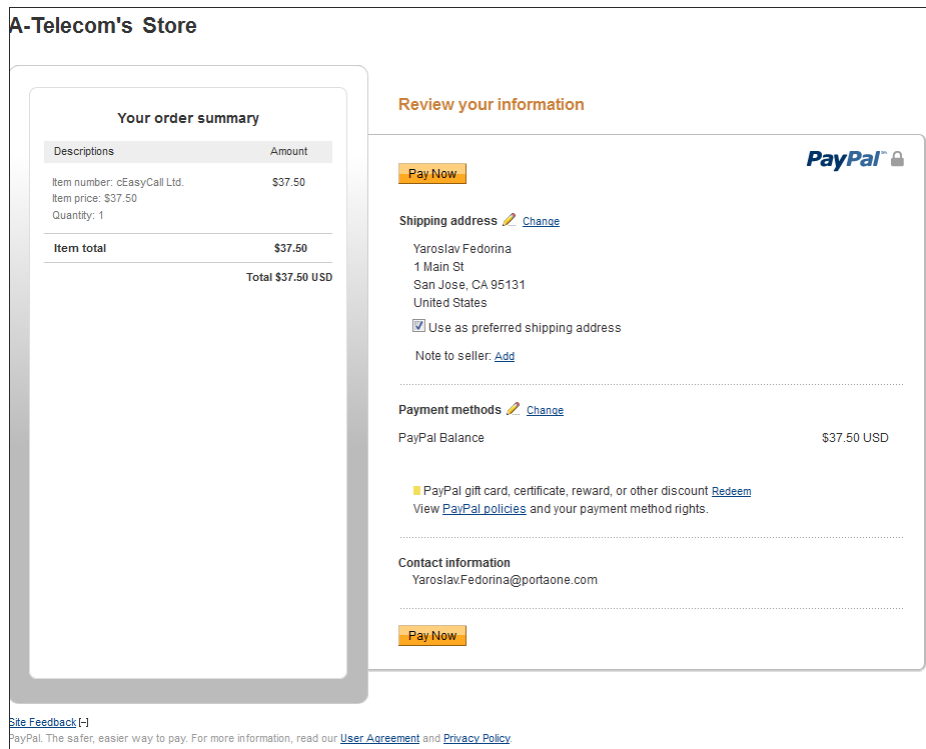 A-Telecom's Store
Your order summary
Descriptions Amount
Item number: cEasyCall Ltd. $37.50
Item price: $37.50
Quantity: 1
Item total $37.50
Total $37.50 USD
Review your information
PayPal
Pay Now
Shipping address Change
Yaroslav Fedorina
1 Main St
San Jose, CA 95131
United States
Use as preferred shipping address
Note to seller: Add
Payment methods Change
PayPal Balance $37.50 USD
PayPal gift card, certificate, reward, or other discount Redeem
View PayPal policies and your payment method rights.
Contact information
Yaroslav.Fedorina@portaone.com
Pay Now
Site Feedback [-]
PayPal. The safer, easier way to pay. For more information, read our User Agreement and Privacy Policy.